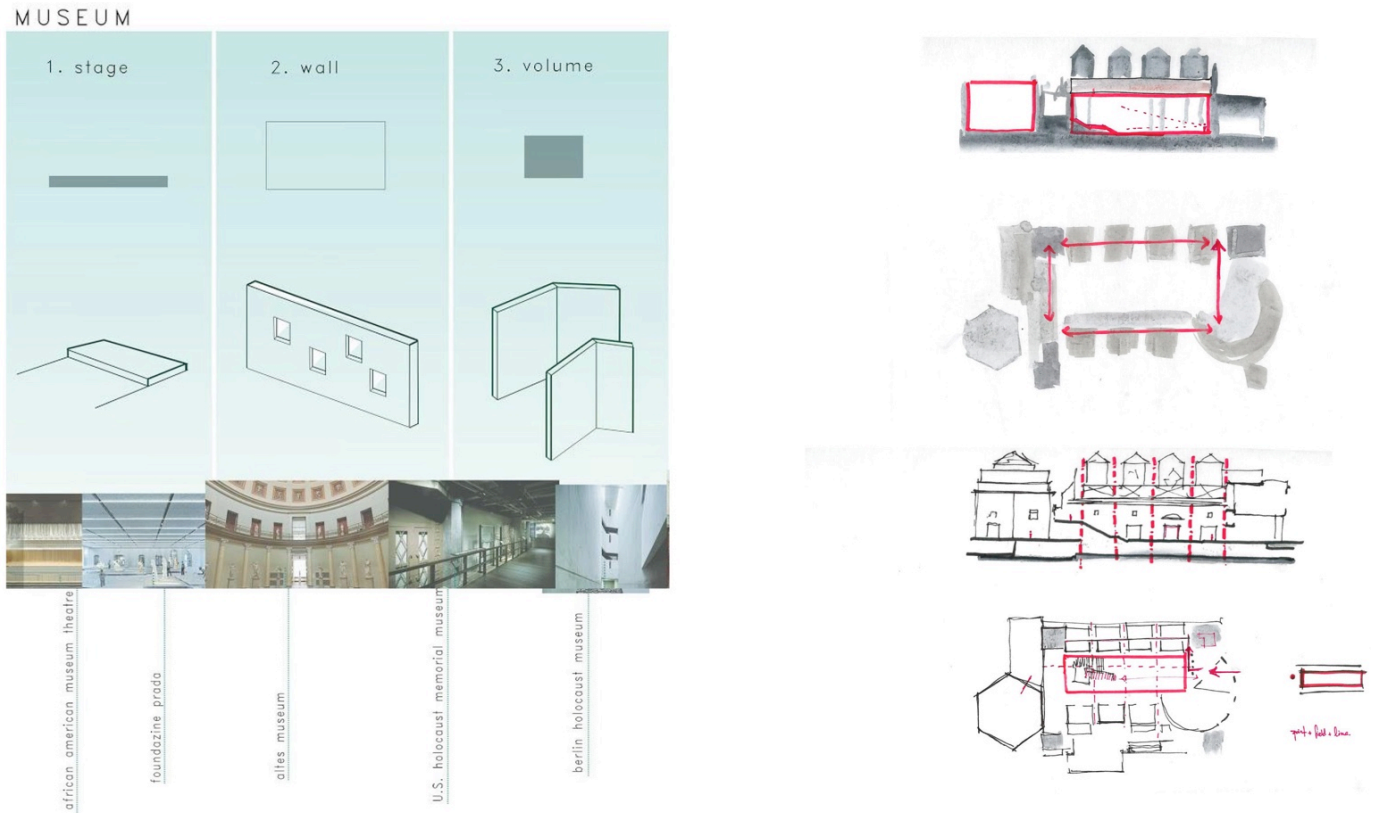 MUSEUM
1. stage
2. wall
3. volume
african american museum theatre
foundazine prada
altes museum
U.S. holocaust memorial museum
berlin holocaust museum